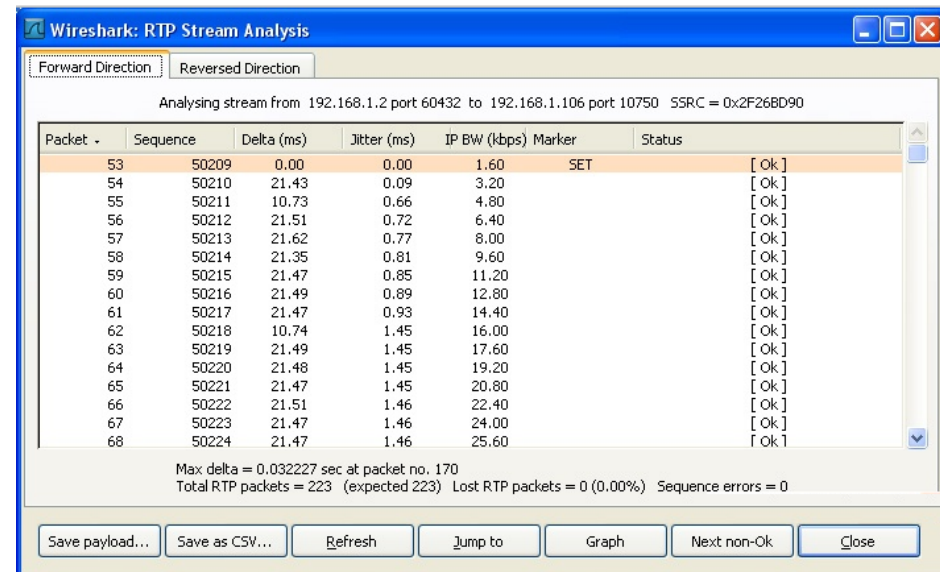 Wireshark: RTP Stream Analysis
Forward Direction Reversed Direction
Analysing stream from 192.168.1.2 port 60432 to 192.168.1.106 port 10750 SSRC = 0x2F26BD90
Packet Sequence Delta (ms) Jitter (ms) IP BW (kbps) Marker Status
53 50209 0.00 0.00 1.60 SET [ Ok ]
54 50210 21.43 0.09 3.20 [ Ok ]
55 50211 10.73 0.66 4.80 [ Ok ]
56 50212 21.51 0.72 6.40 [ Ok ]
57 50213 21.62 0.77 8.00 [ Ok ]
58 50214 21.35 0.81 9.60 [ Ok ]
59 50215 21.47 0.85 11.20 [ Ok ]
60 50216 21.49 0.89 12.80 [ Ok ]
61 50217 21.47 0.93 14.40 [ Ok ]
62 50218 10.74 1.45 16.00 [ Ok ]
63 50219 21.49 1.45 17.60 [ Ok ]
64 50220 21.48 1.45 19.20 [ Ok ]
65 50221 21.47 1.45 20.80 [ Ok ]
66 50222 21.51 1.46 22.40 [ Ok ]
67 50223 21.47 1.46 24.00 [ Ok ]
68 50224 21.47 1.46 25.60 [ Ok ]
Max delta = 0.032227 sec at packet no. 170
Total RTP packets = 223 (expected 223) Lost RTP packets = 0 (0.00%) Sequence errors = 0
Save payload... Save as CSV... Refresh Jump to Graph Next non-Ok Close